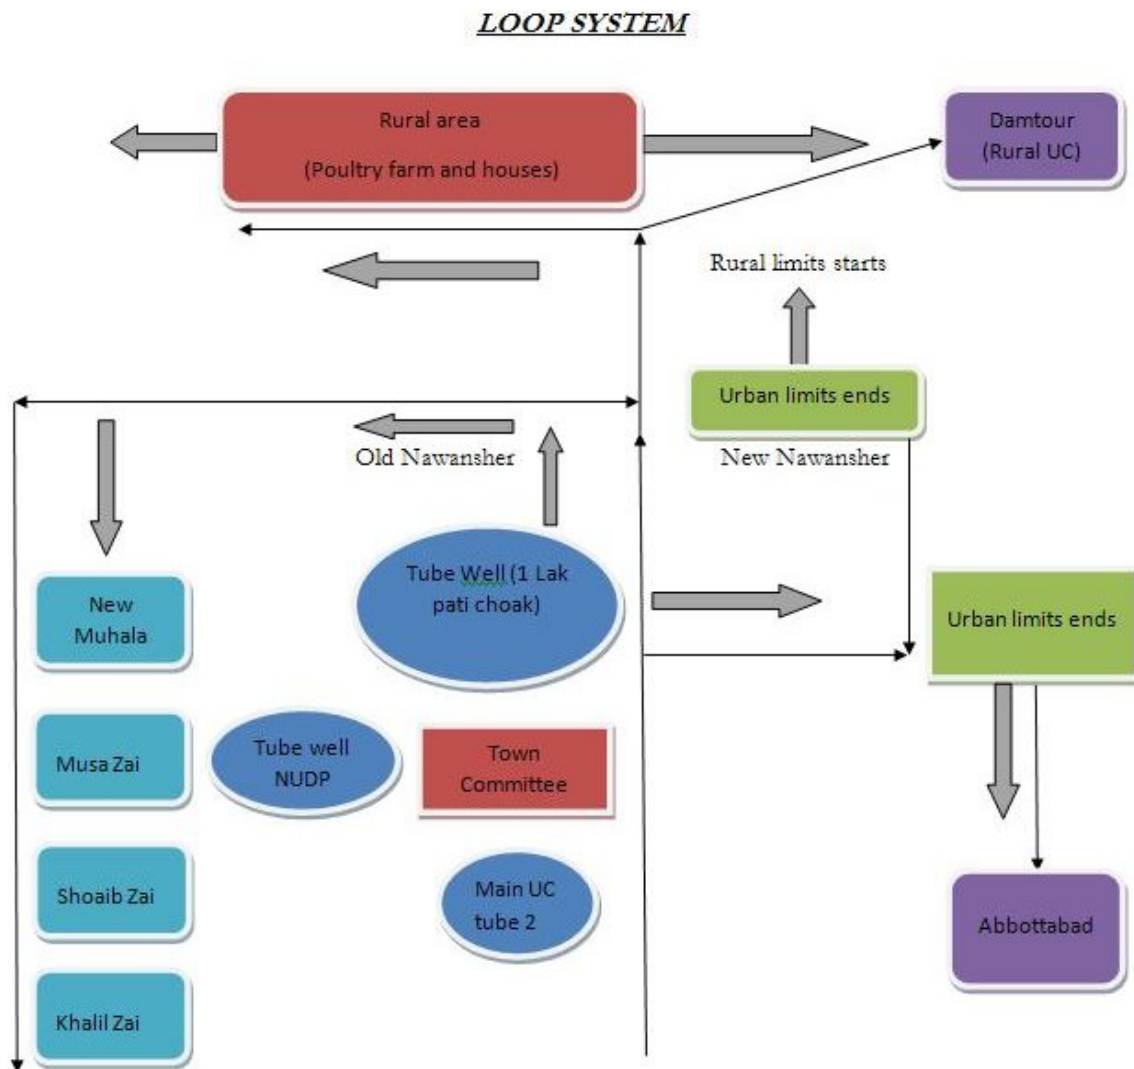 LOOP SYSTEM
Rural area
(Poultry farm and houses)
Damtour
(Rural UC)
Rural limits starts
Urban limits ends
Old Nawansher
New Nawansher
Tube Well (1 Lak
pati choak)
New
Muhala
Urban limits ends
Musa Zai
Tube well
NUDP
Town
Committee
Shoaib Zai
Main UC
tube 2
Abbottabad
Khalil Zai